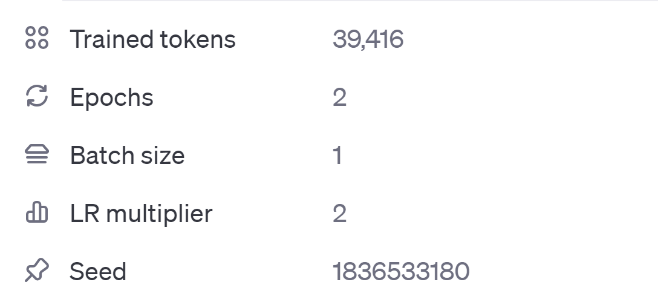 Trained tokens 39,416
Epochs 2
Batch size 1
LR multiplier 2
Seed 1836533180